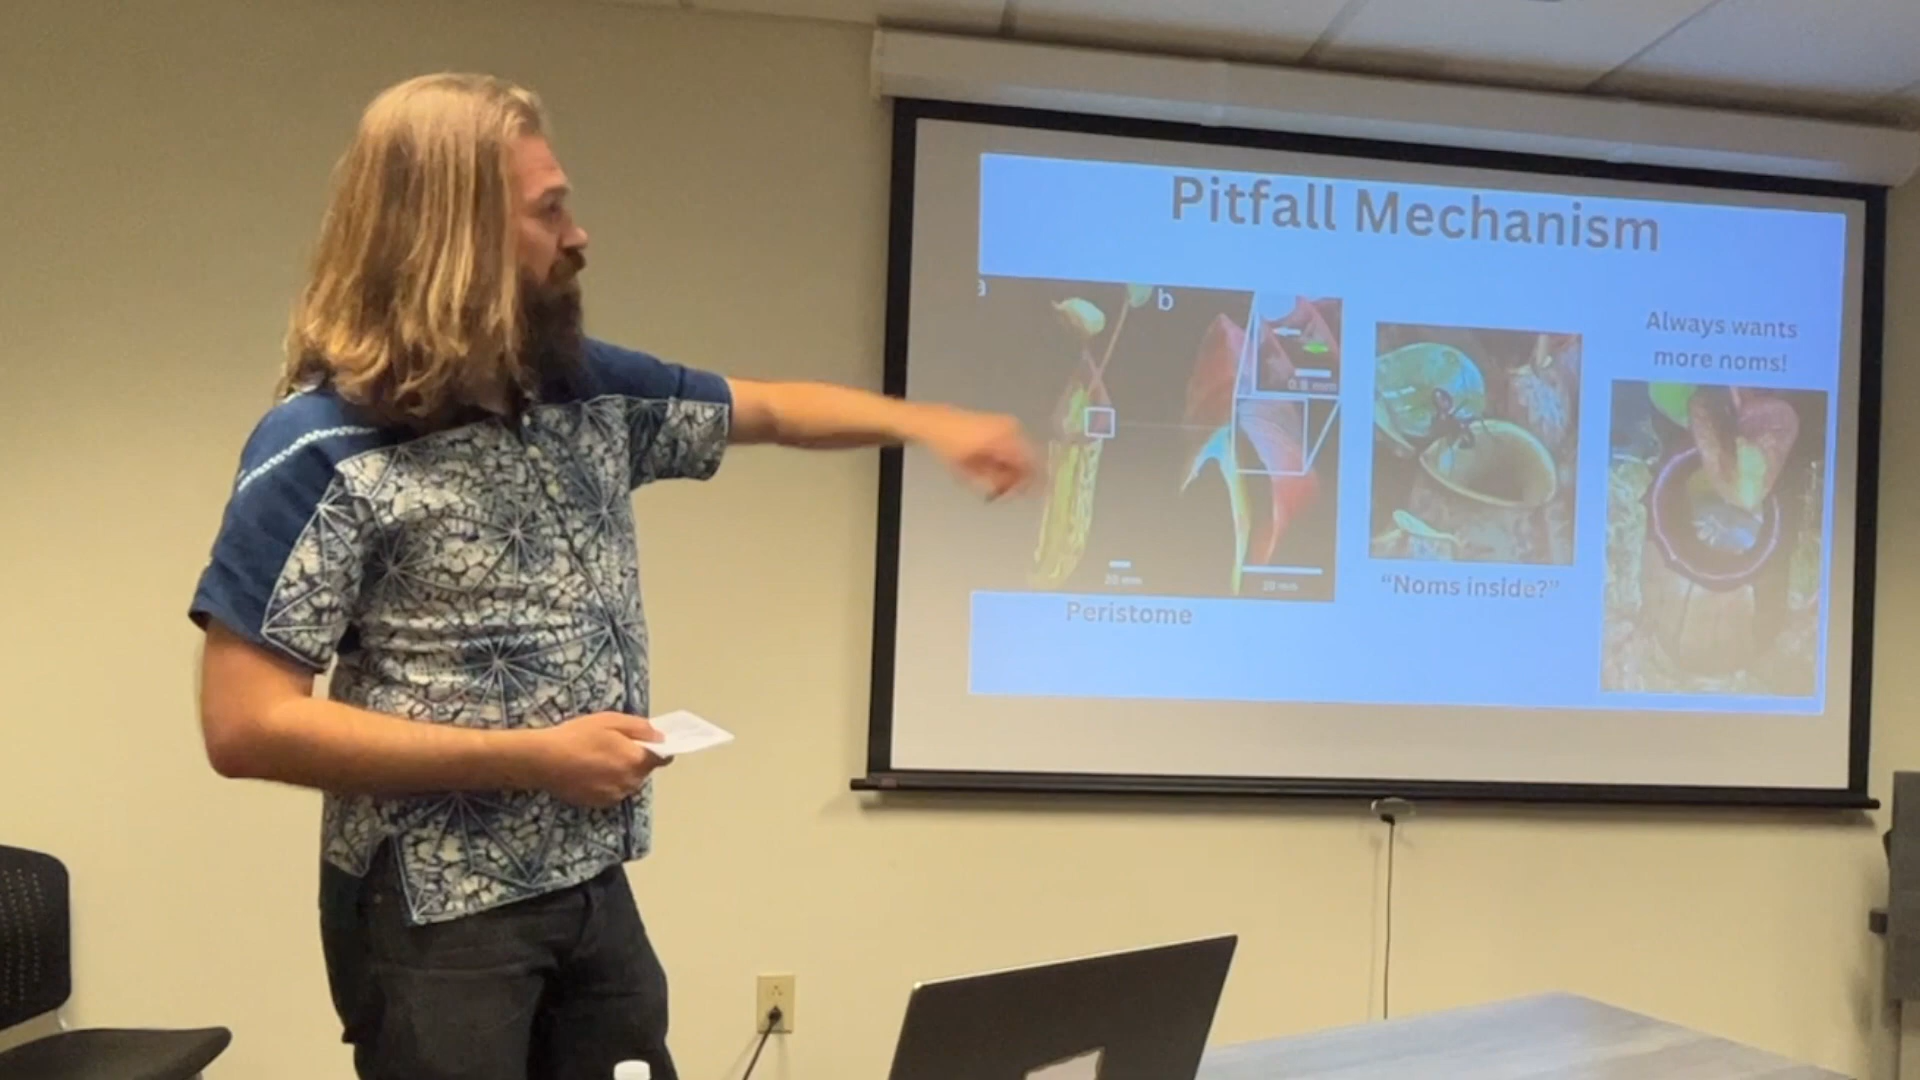 Pitfall Mechanism
a
b
0.8 mm
20 mm
20 mm
Peristome
"Noms inside?"
Always wants
more noms!